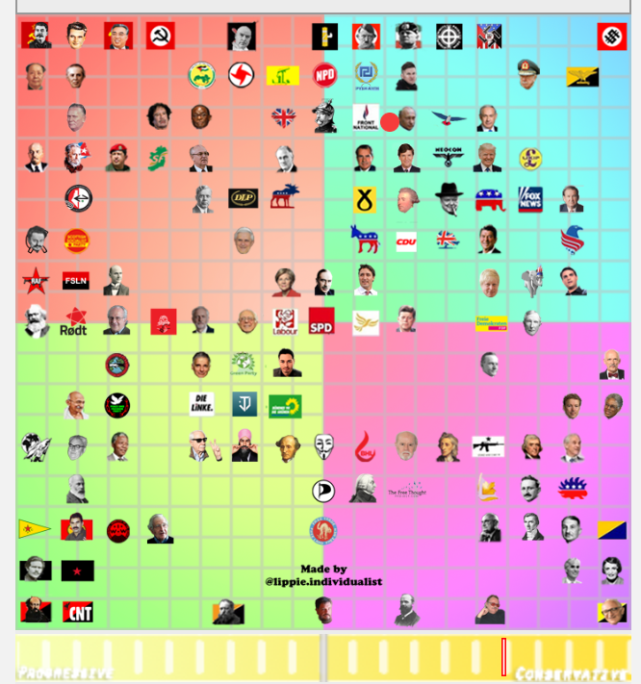 NPD
FRONT
NATIONAL
NEOCON
DLP
FOX
NEWS
CDU
RAF
FSLN
Rødt
Labour
SPD
DIE
LINKE.
The Free Thought
Made by
@lippie.individualist
CNT
PROGRESSIVE
CONSERVATIVE